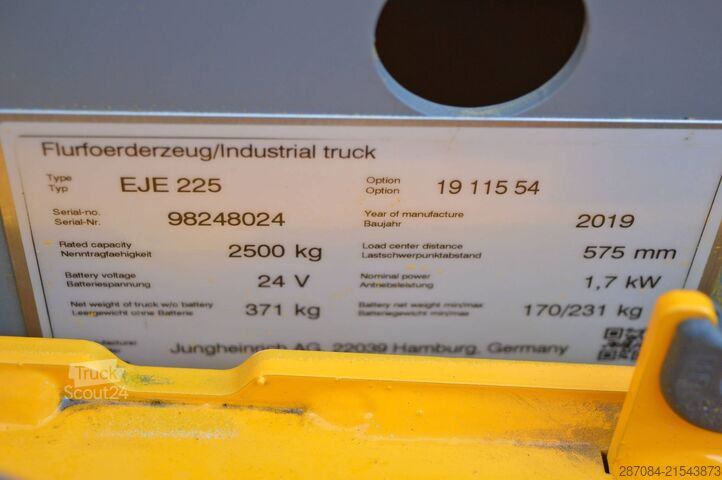 Flurfoerderzeug/Industrial truck
Type EJE 225 Option 19 115 54
Typ Option
Serial-no. 98248024 Year of manufacture 2019
Serial-Nr. Baujahr
Rated capacity 2500 kg Load center distance 575 mm
Nenntragfaehigkeit Lastschwerpunktabstand
Battery voltage 24 V Nominal power 1,7 kW
Batteriespannung Antriebsleistung
Net weight of truck w/o battery 371 kg Battery net weight min/max 170/231 kg
Leergewicht ohne Batterie Batteriegewicht min/max
Jungheinrich AG, 22039 Hamburg, Germany
Truck
Scout24
287084-21543873